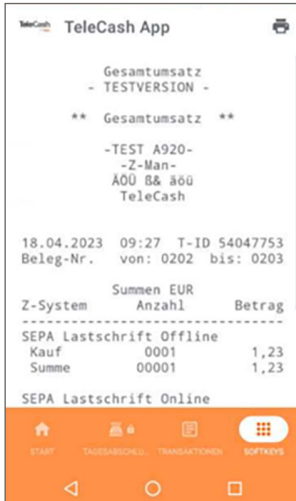 TeleCash TeleCash App
Gesamtumsatz
- TESTVERSION -
** Gesamtumsatz **
-TEST A920-
-Z-Man-
ÄÖÜ ß& äöü
TeleCash
18.04.2023 09:27 T-ID 54047753
Beleg-Nr. von: 0202 bis: 0203
Summen EUR
Z-System Anzahl Betrag
--------------------------------
SEPA Lastschrift Offline
Kauf 0001 1,23
Summe 00001 1,23
SEPA Lastschrift Online
START TAGESABSCHLU... TRANSAKTIONEN SOFTKEYS